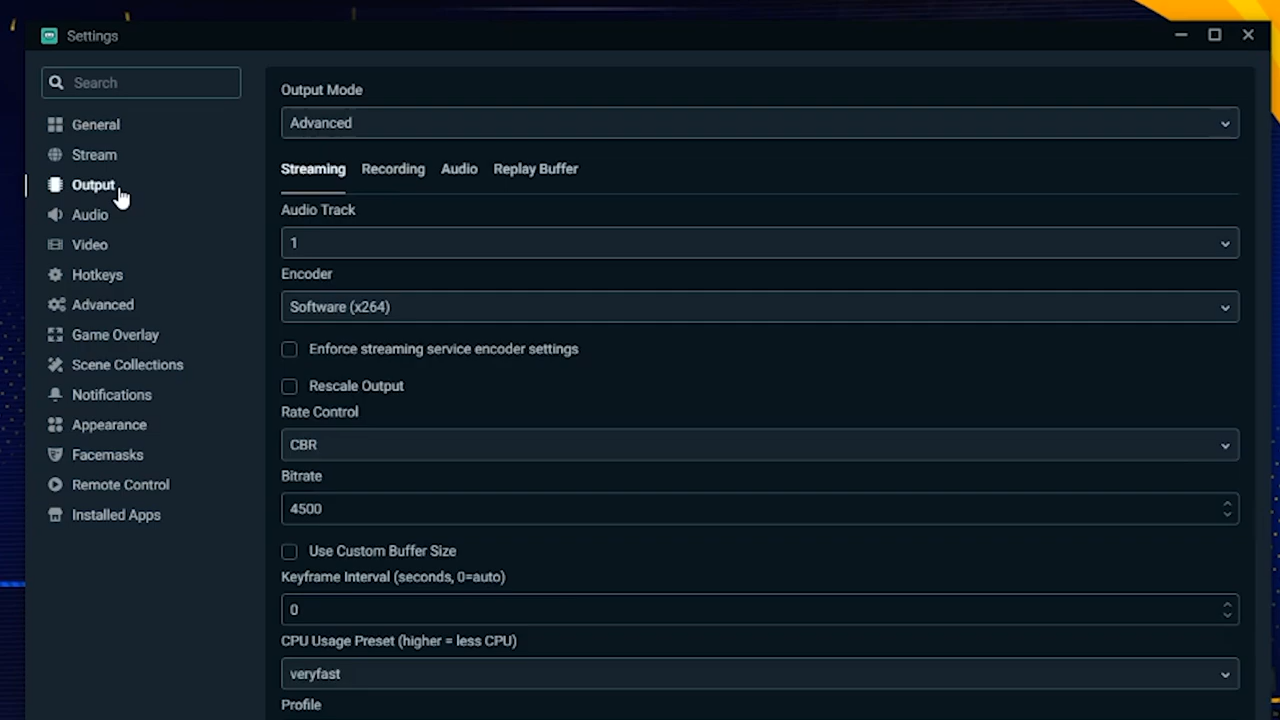 Settings
Search
General
Stream
Output
Audio
Video
Hotkeys
Advanced
Game Overlay
Scene Collections
Notifications
Appearance
Facemasks
Remote Control
Installed Apps
Output Mode
Advanced
Streaming Recording Audio Replay Buffer
Audio Track
1
Encoder
Software (x264)
Enforce streaming service encoder settings
Rescale Output
Rate Control
CBR
Bitrate
4500
Use Custom Buffer Size
Keyframe Interval (seconds, 0=auto)
0
CPU Usage Preset (higher = less CPU)
veryfast
Profile